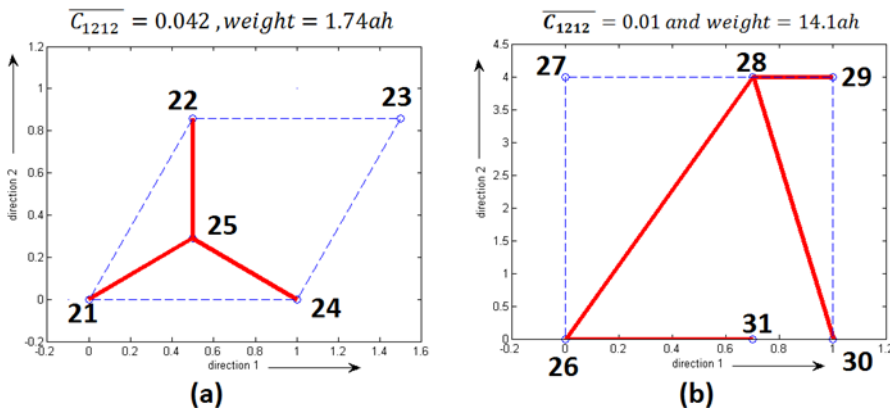 C₁₂₁₂ = 0.042 , weight = 1.74ah
1.2
1
0.8
0.6
0.4
0.2
0
-0.2
direction 2
22
23
25
21
24
-0.2 0 0.2 0.4 0.6 0.8 1 1.2 1.4 1.6
direction 1
(a)
C₁₂₁₂ = 0.01 and weight = 14.1ah
4.5
4
3.5
3
2.5
2
1.5
1
0.5
0
direction 2
27
28
29
31
26
30
-0.2 0 0.2 0.4 0.6 0.8 1 1.2
direction 1
(b)